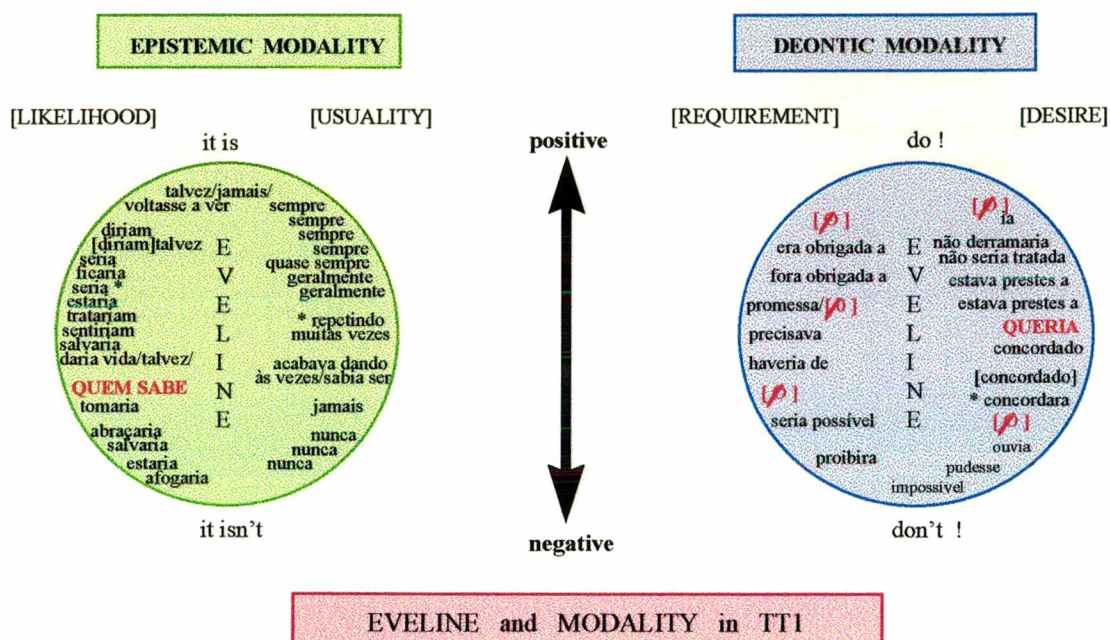 EPISTEMIC MODALITY
DEONTIC MODALITY
[LIKELIHOOD]
[USUALITY]
[REQUIREMENT]
[DESIRE]
it is
positive
do !
talvez/jamais/
voltasse a ver
diriam
[diriam]talvez
seria
ficaria
seria *
estaria
tratariam
sentiriam
salvaria
daria vida/talvez/
QUEM SABE
tomaria
abraçaria
salvaria
estaria
afogaria
E
V
E
L
I
N
E
sempre
sempre
sempre
sempre
quase sempre
geralmente
geralmente
* repetindo
muitas vezes
acabava dando
às vezes/sabia ser
jamais
nunca
nunca
nunca
it isn't
negative
[ø]
era obrigada a
fora obrigada a
promessa/[ø]
precisava
haveria de
[ø]
seria possível
proibira
E
V
E
L
I
N
E
[ø]
ia
não derramaria
não seria tratada
estava prestes a
estava prestes a
QUERIA
concordado
[concordado]
* concordara
[ø]
ouvia
pudesse
impossível
don't !
EVELINE and MODALITY in TT1